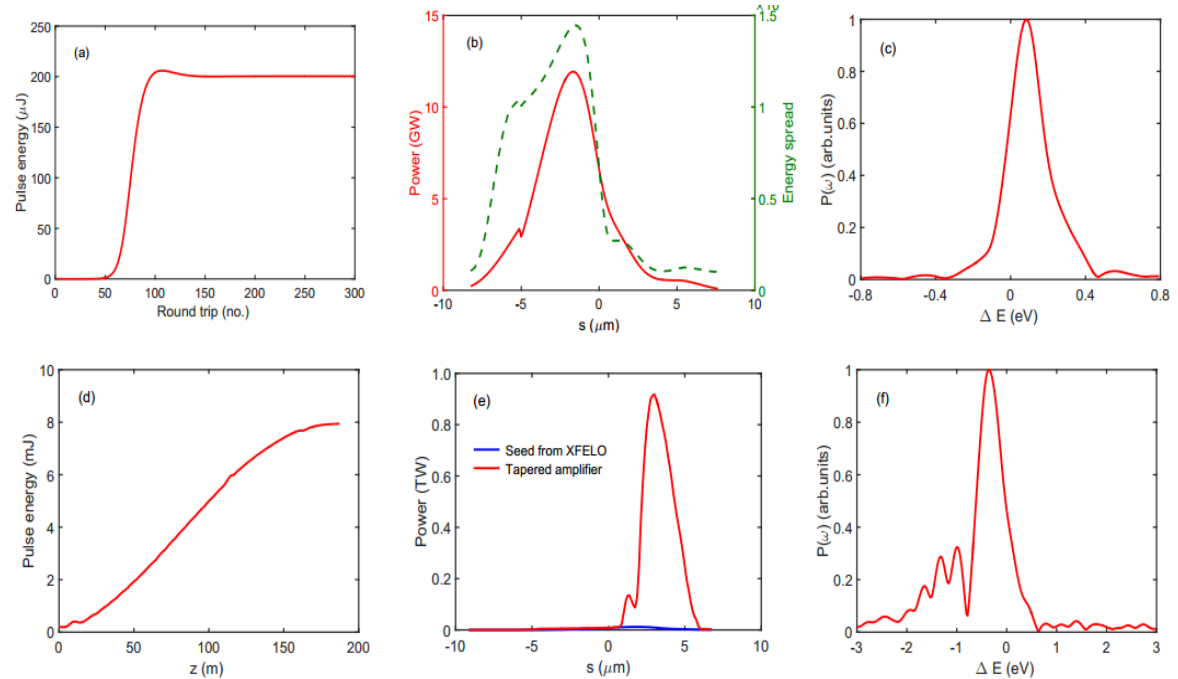 (a)
300
250
200
150
100
50
0
Pulse energy (μJ)
0 50 100 150 200 250 300
Round trip (no.)
(b)
15
10
5
0
Power (GW)
1.5
1
0.5
0
Energy spread
-10 -5 0 5 10
s (μm)
(c)
1
0.8
0.6
0.4
0.2
0
P(ω) (arb.units)
-0.8 -0.4 0 0.4 0.8
Δ E (eV)
(d)
10
8
6
4
2
0
Pulse energy (mJ)
0 50 100 150 200
z (m)
(e)
1.0
0.8
0.6
0.4
0.2
0
Power (TW)
Seed from XFELO
Tapered amplifier
-10 -5 0 5 10
s (μm)
(f)
1
0.8
0.6
0.4
0.2
0
P(ω) (arb.units)
-3 -2 -1 0 1 2 3
Δ E (eV)